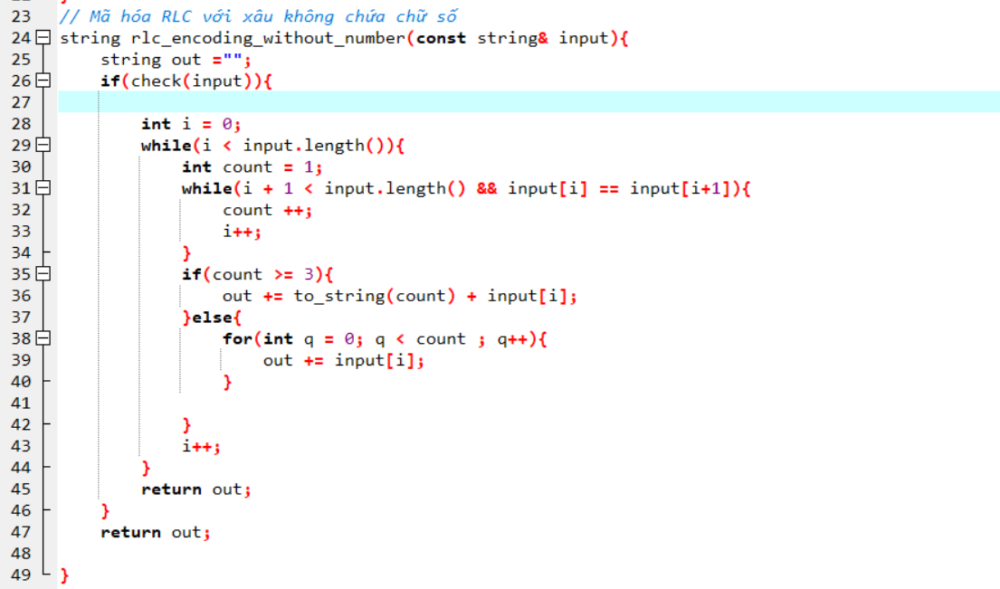 23 // Mã hóa RLC với xâu không chứa chữ số
24 string rlc_encoding_without_number(const string& input){
25     string out ="";
26     if(check(input)){
27
28         int i = 0;
29         while(i < input.length()){
30             int count = 1;
31             while(i + 1 < input.length() && input[i] == input[i+1]){
32                 count ++;
33                 i++;
34             }
35             if(count >= 3){
36                 out += to_string(count) + input[i];
37             }else{
38                 for(int q = 0; q < count ; q++){
39                     out += input[i];
40                 }
41
42             }
43             i++;
44         }
45         return out;
46     }
47     return out;
48
49 }